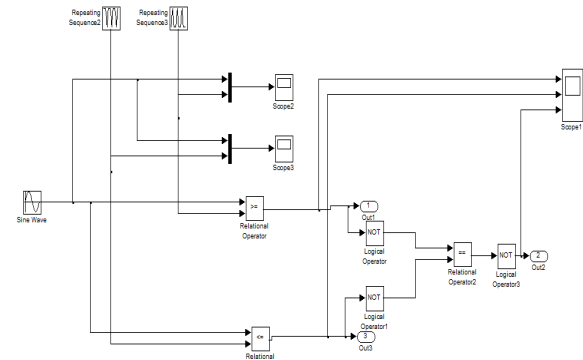 Repeating
Sequence2
Repeating
Sequence3
Scope2
Scope1
Scope3
Sine Wave
>=
Relational
Operator
1
Out1
NOT
Logical
Operator
==
Relational
Operator2
NOT
Logical
Operator3
2
Out2
NOT
Logical
Operator1
<=
Relational
3
Out3